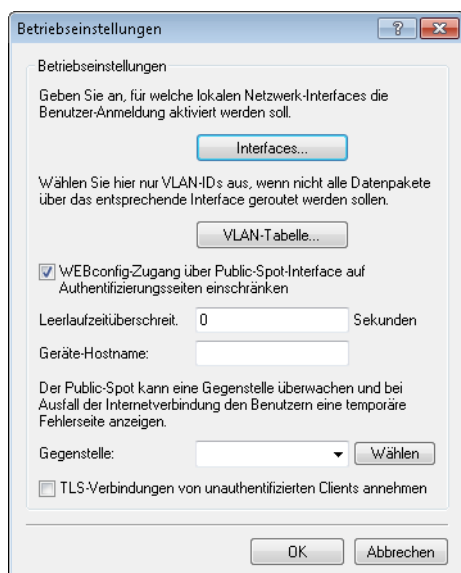 Betriebseinstellungen
Betriebseinstellungen
Geben Sie an, für welche lokalen Netzwerk-Interfaces die
Benutzer-Anmeldung aktiviert werden soll.
Interfaces...
Wählen Sie hier nur VLAN-IDs aus, wenn nicht alle Datenpakete
über das entsprechende Interface geroutet werden sollen.
VLAN-Tabelle...
WEBconfig-Zugang über Public-Spot-Interface auf
Authentifizierungsseiten einschränken
Leerlaufzeitüberschreit. 0 Sekunden
Geräte-Hostname:
Der Public-Spot kann eine Gegenstelle überwachen und bei
Ausfall der Internetverbindung den Benutzern eine temporäre
Fehlerseite anzeigen.
Gegenstelle: Wählen
TLS-Verbindungen von unauthentifizierten Clients annehmen
OK Abbrechen